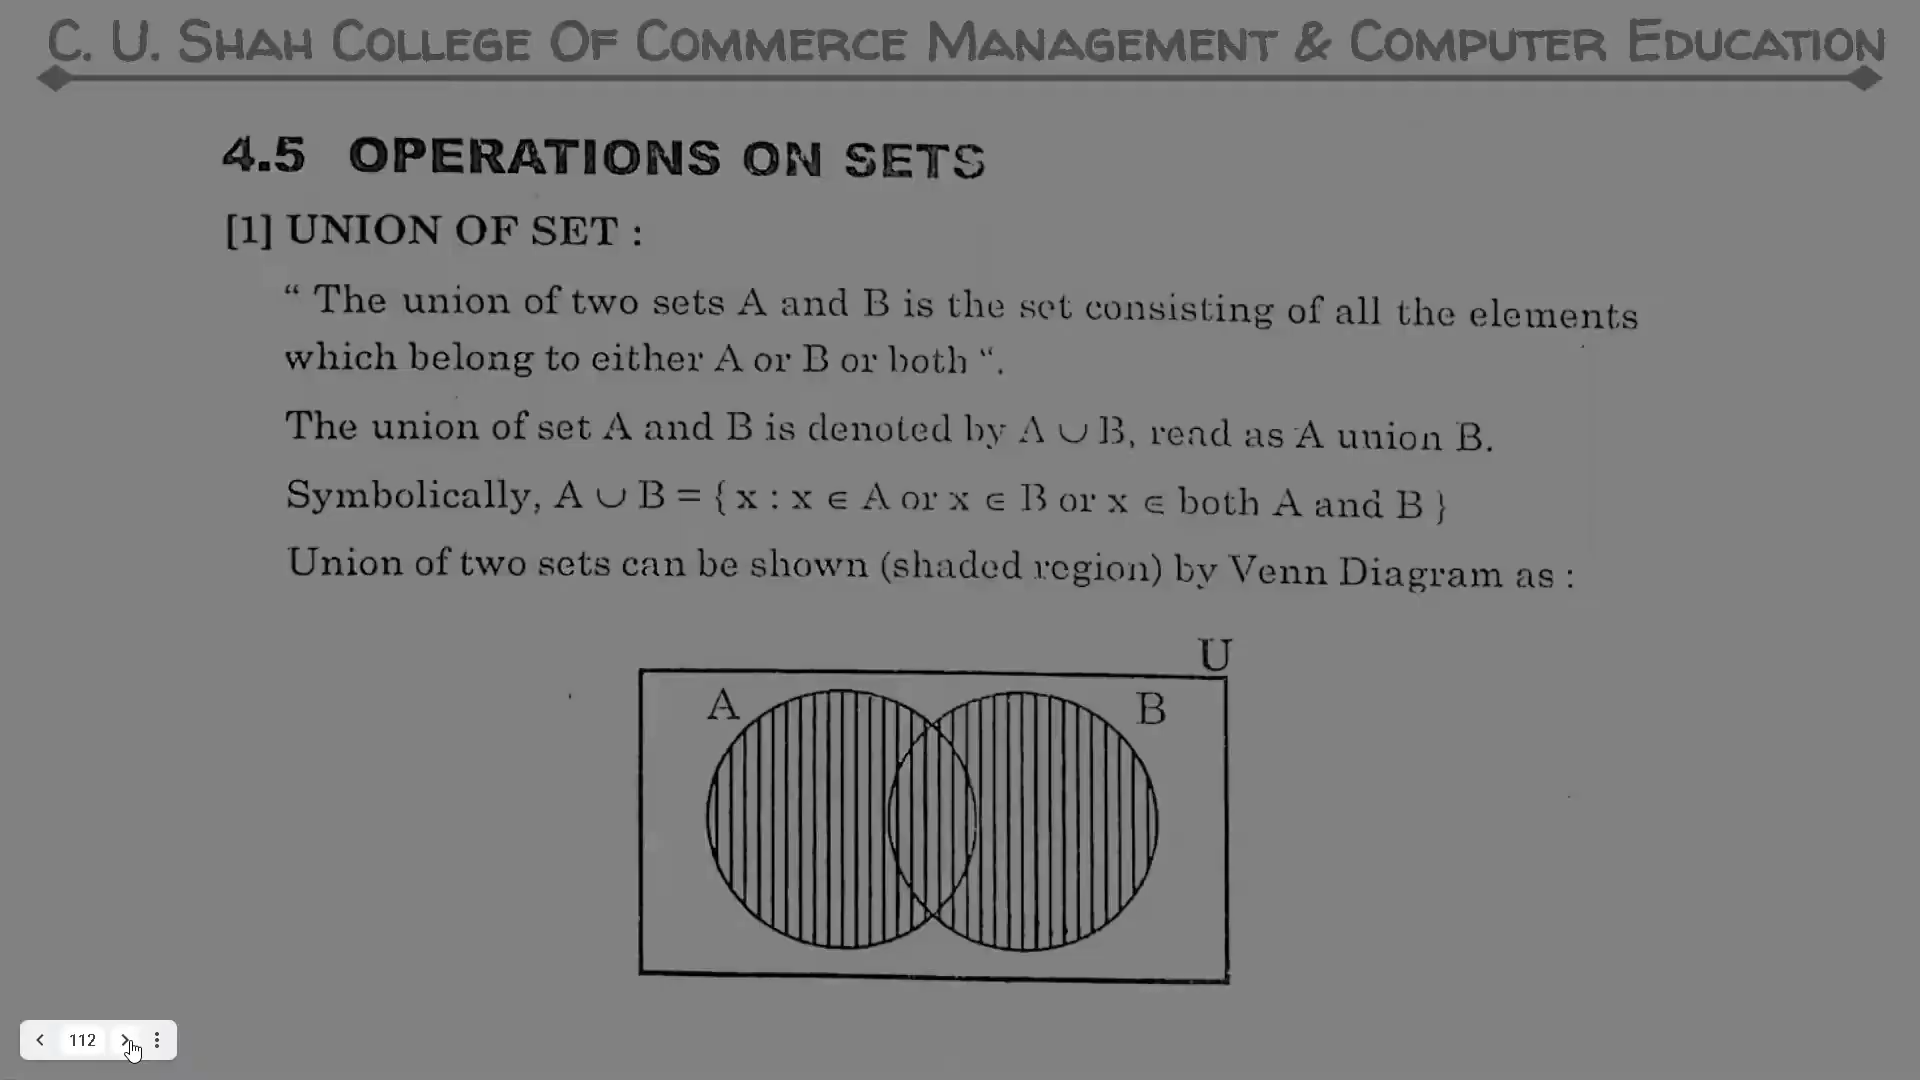 C. U. SHAH COLLEGE OF COMMERCE MANAGEMENT & COMPUTER EDUCATION
4.5 OPERATIONS ON SETS
[1] UNION OF SET :
“ The union of two sets A and B is the set consisting of all the elements
which belong to either A or B or both “.
The union of set A and B is denoted by A ∪ B, read as A union B.
Symbolically, A ∪ B = { x : x ∈ A or x ∈ B or x ∈ both A and B }
Union of two sets can be shown (shaded region) by Venn Diagram as :
U
A B
112